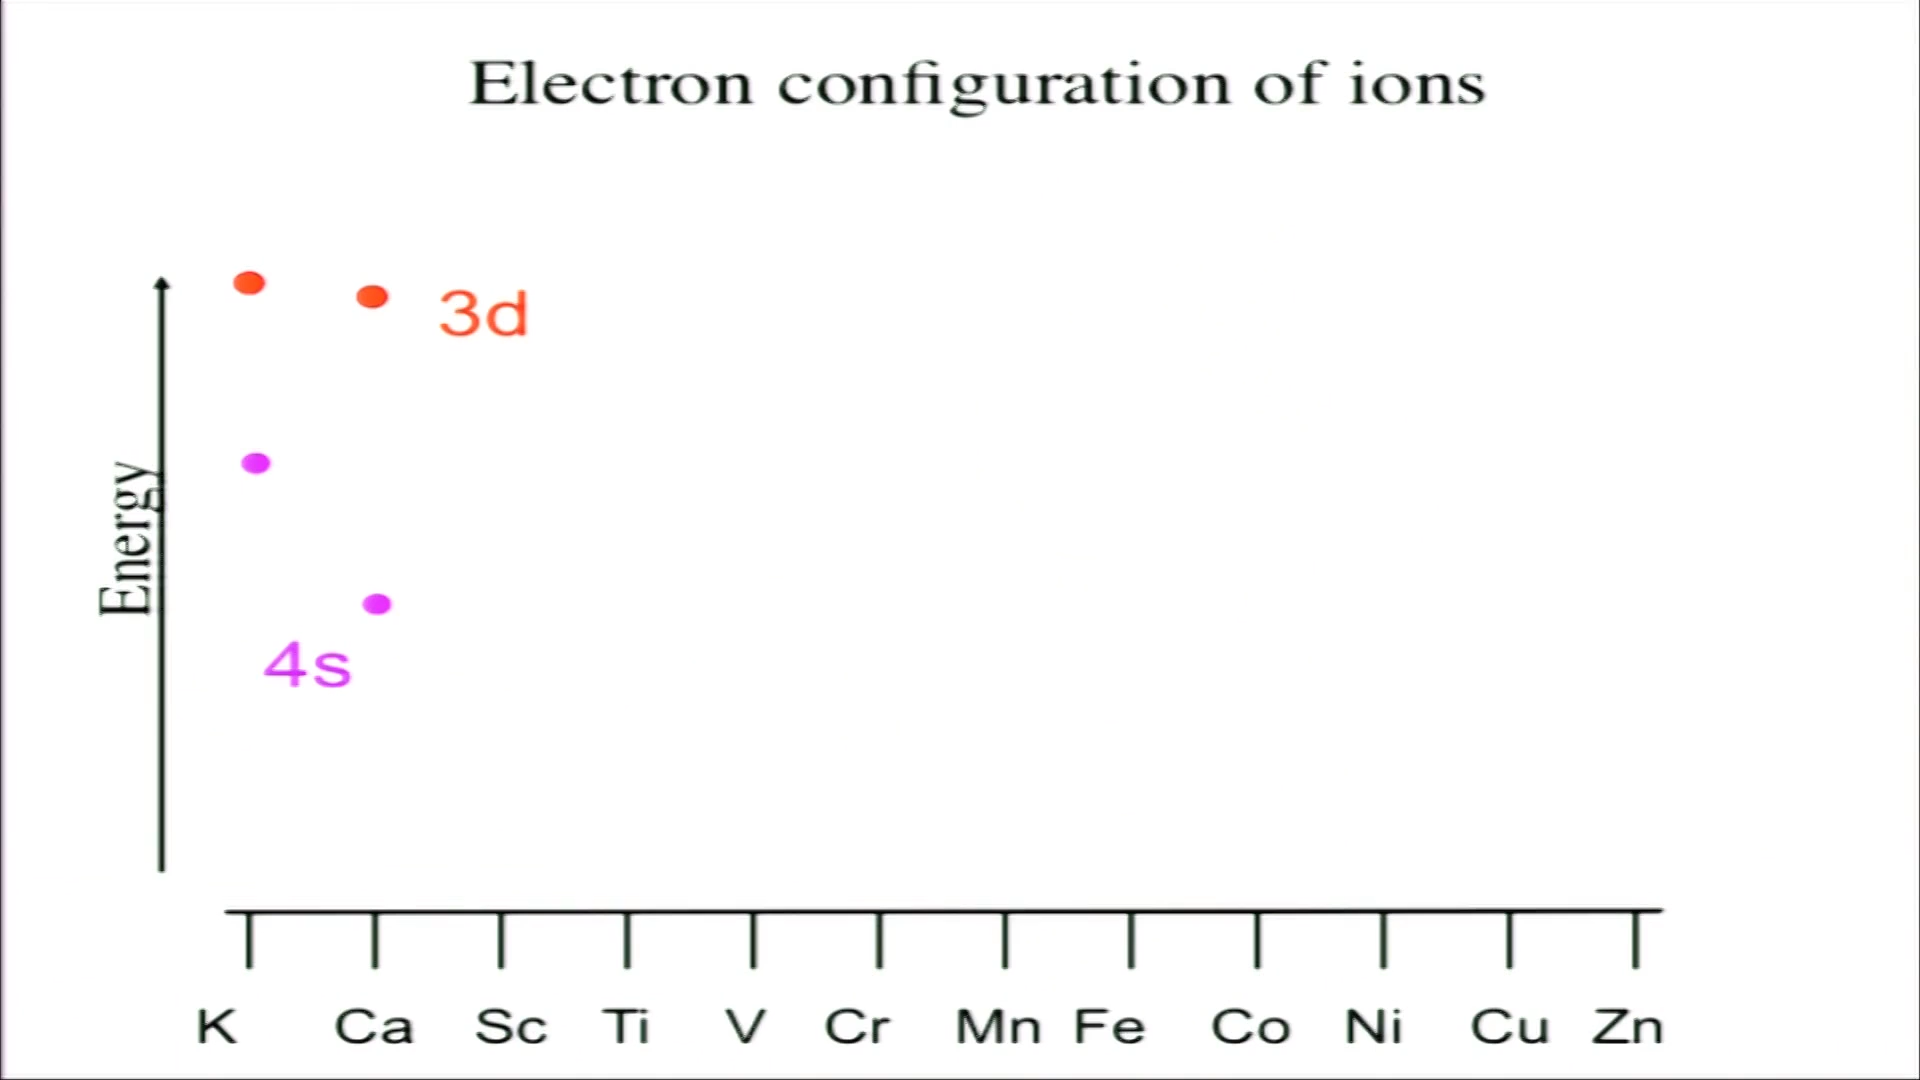 Electron configuration of ions
3d
Energy
4s
K Ca Sc Ti V Cr Mn Fe Co Ni Cu Zn